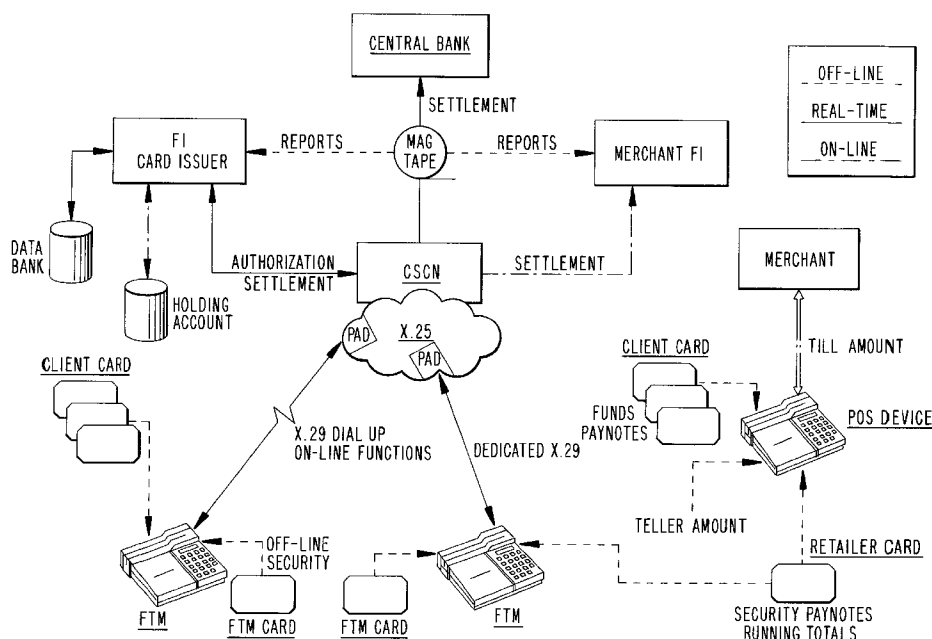 CENTRAL BANK
SETTLEMENT
OFF-LINE
REAL-TIME
ON-LINE
FI
CARD ISSUER
REPORTS
MAG
TAPE
REPORTS
MERCHANT FI
DATA
BANK
HOLDING
ACCOUNT
AUTHORIZATION
SETTLEMENT
CSCN
SETTLEMENT
MERCHANT
PAD
X.25
PAD
TILL AMOUNT
CLIENT CARD
X.29 DIAL UP
ON-LINE FUNCTIONS
DEDICATED X.29
CLIENT CARD
FUNDS
PAYNOTES
POS DEVICE
TELLER AMOUNT
OFF-LINE
SECURITY
FTM
FTM CARD
FTM CARD
FTM
RETAILER CARD
SECURITY PAYNOTES
RUNNING TOTALS